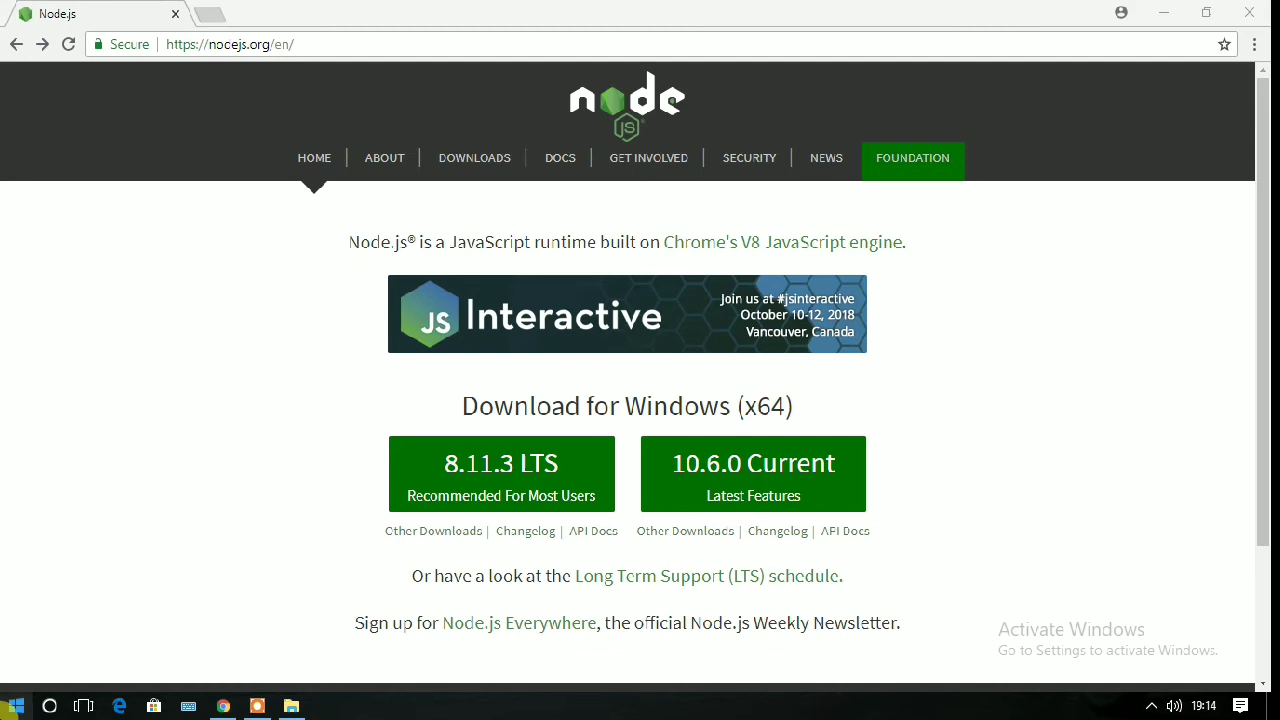 Node.js
Secure
https://nodejs.org/en/
node
JS
HOME
ABOUT
DOWNLOADS
DOCS
GET INVOLVED
SECURITY
NEWS
FOUNDATION
Node.js® is a JavaScript runtime built on Chrome's V8 JavaScript engine.
JS Interactive
Join us at #jsinteractive
October 10-12, 2018
Vancouver, Canada
Download for Windows (x64)
8.11.3 LTS
Recommended For Most Users
10.6.0 Current
Latest Features
Other Downloads | Changelog | API Docs
Other Downloads | Changelog | API Docs
Or have a look at the Long Term Support (LTS) schedule.
Sign up for Node.js Everywhere, the official Node.js Weekly Newsletter.
Activate Windows
Go to Settings to activate Windows.
19:14